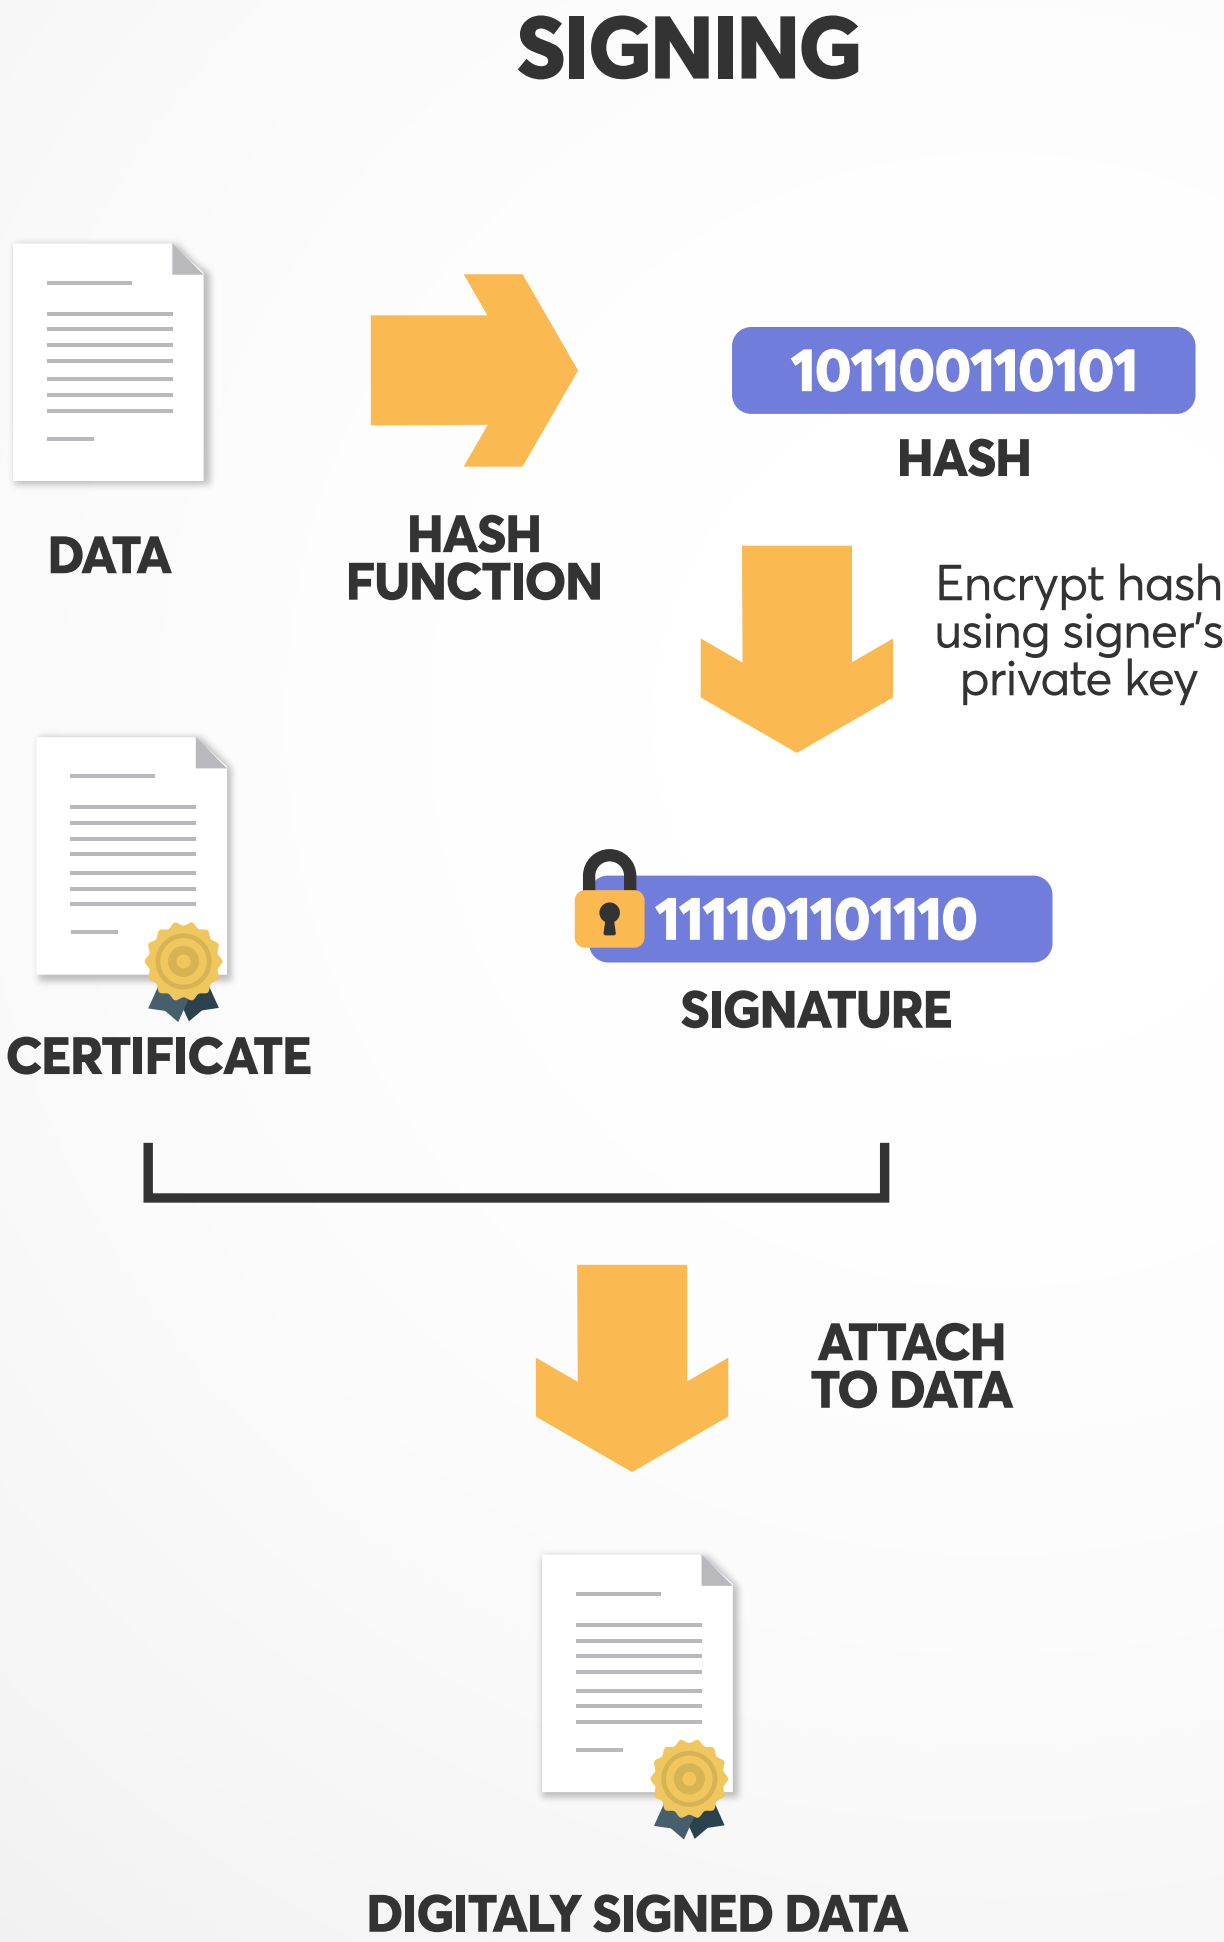 SIGNING
DATA
HASH
FUNCTION
101100110101
HASH
Encrypt hash
using signer's
private key
CERTIFICATE
111101101110
SIGNATURE
ATTACH
TO DATA
DIGITALY SIGNED DATA